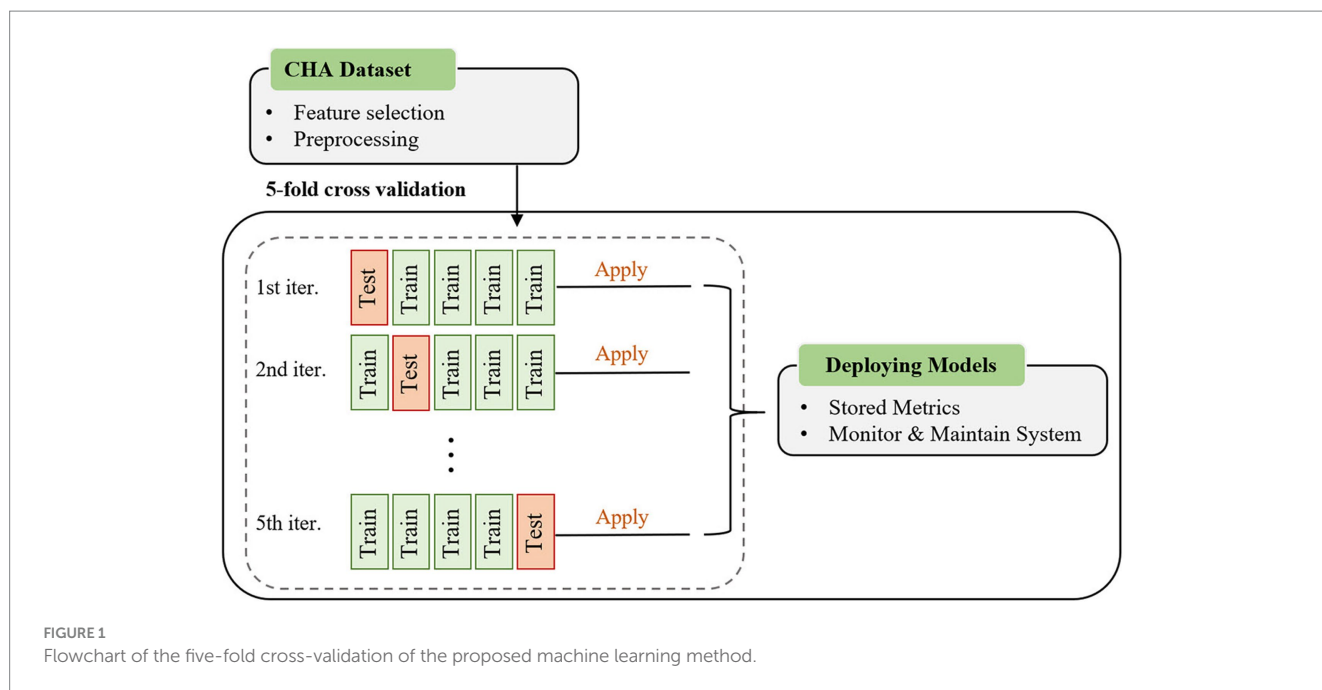 CHA Dataset
• Feature selection
• Preprocessing
5-fold cross validation
1st iter.
Test
Train
Train
Train
Train
Apply
2nd iter.
Train
Test
Train
Train
Train
Apply
5th iter.
Train
Train
Train
Train
Test
Apply
Deploying Models
• Stored Metrics
• Monitor & Maintain System
FIGURE 1
Flowchart of the five-fold cross-validation of the proposed machine learning method.